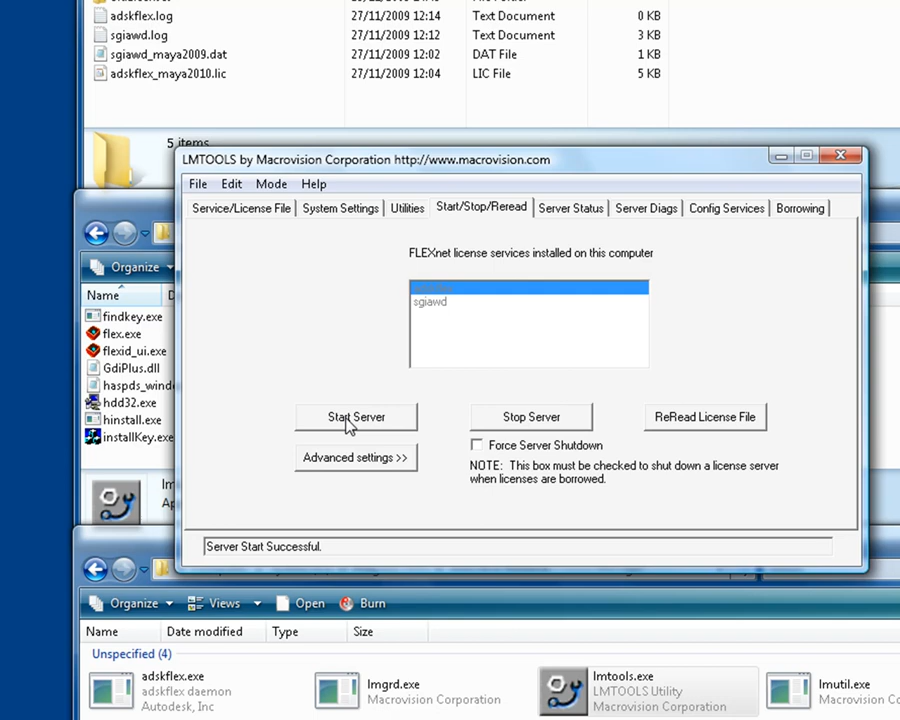 adskflex.log 27/11/2009 12:14 Text Document 0 KB
sgiawd.log 27/11/2009 12:12 Text Document 3 KB
sgiawd_maya2009.dat 27/11/2009 12:02 DAT File 1 KB
adskflex_maya2010.lic 27/11/2009 12:04 LIC File 5 KB
5 items
LMTOOLS by Macrovision Corporation http://www.macrovision.com
File Edit Mode Help
Service/License File System Settings Utilities Start/Stop/Reread Server Status Server Diags Config Services Borrowing
FLEXnet license services installed on this computer
sgiawd
Start Server Stop Server ReRead License File
Force Server Shutdown
Advanced settings >>
NOTE: This box must be checked to shut down a license server
when licenses are borrowed.
Server Start Successful.
Organize
Name D
findkey.exe
flex.exe
flexid_ui.exe
GdiPlus.dll
haspds_wind
hdd32.exe
hinstall.exe
installKey.exe
lm
Ap
Organize Views Open Burn
Name Date modified Type Size
Unspecified (4)
adskflex.exe
adskflex daemon
Autodesk, Inc
lmgrd.exe
Macrovision Corporation
lmtools.exe
LMTOOLS Utility
Macrovision Corporation
lmutil.exe
Macrovision Co